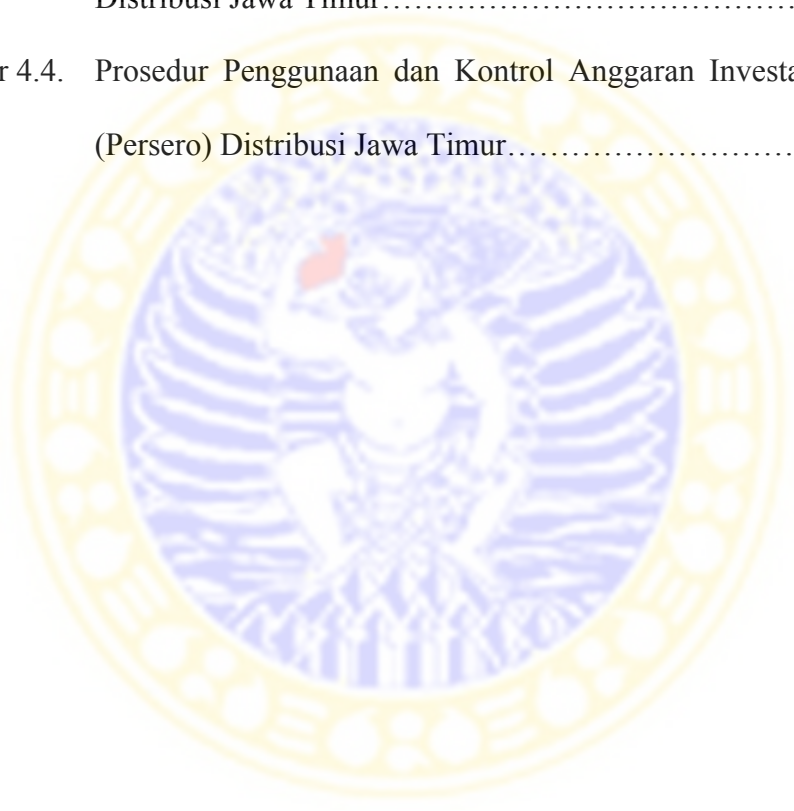 Distribusi Jawa Timur……………………………………
r 4.4. Prosedur Penggunaan dan Kontrol Anggaran Investa
(Persero) Distribusi Jawa Timur………………………